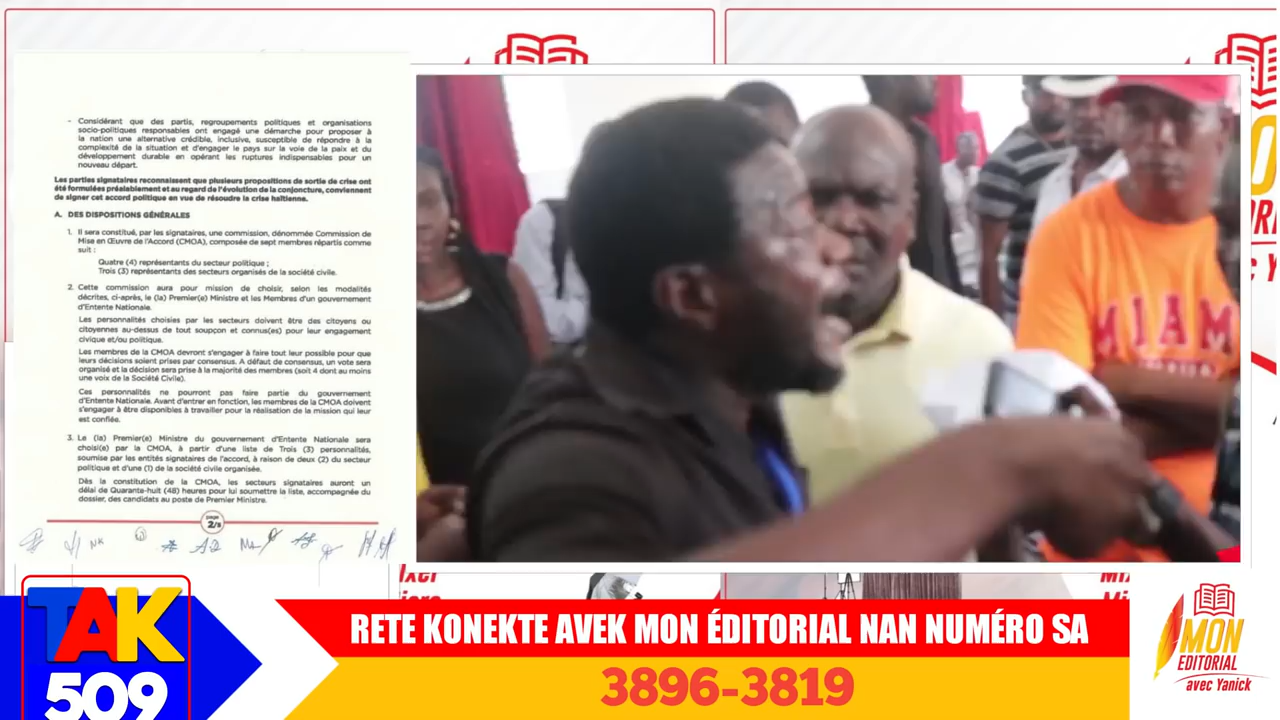 - Considérant que des partis, regroupements politiques et organisations
socio-politiques responsables ont engagé une démarche pour proposer à
la nation une alternative crédible, inclusive, susceptible de répondre à la
complexité de la situation et d'engager le pays sur la voie de la paix et du
développement durable en opérant les ruptures indispensables pour un
nouveau départ.
Les parties signataires reconnaissent que plusieurs propositions de sortie de crise ont
été formulées préalablement et au regard de l'évolution de la conjoncture, conviennent
de signer cet accord politique en vue de résoudre la crise haïtienne.
A. DES DISPOSITIONS GÉNÉRALES
1. Il sera constitué, par les signataires, une commission, dénommée Commission de
Mise en Œuvre de l'Accord (CMOA), composée de sept membres répartis comme
suit :
Quatre (4) représentants du secteur politique ;
Trois (3) représentants des secteurs organisés de la société civile.
2. Cette commission aura pour mission de choisir, selon les modalités
décrites, ci-après, le (la) Premier(e) Ministre et les Membres d'un gouvernement
d'Entente Nationale.
Les personnalités choisies par les secteurs doivent être des citoyens ou
citoyennes au-dessus de tout soupçon et connus(es) pour leur engagement
civique et/ou politique.
Les membres de la CMOA devront s'engager à faire tout leur possible pour que
leurs décisions soient prises par consensus. A défaut de consensus, un vote sera
organisé et la décision sera prise à la majorité des membres (soit 4 dont au moins
une voix de la Société Civile).
Ces personnalités ne pourront pas faire partie du gouvernement
d'Entente Nationale. Avant d'entrer en fonction, les membres de la CMOA doivent
s'engager à être disponibles à travailler pour la réalisation de la mission qui leur
est confiée.
3. Le (la) Premier(e) Ministre du gouvernement d'Entente Nationale sera
choisi(e) par la CMOA, à partir d'une liste de Trois (3) personnalités,
soumise par les entités signataires de l'accord, à raison de deux (2) du secteur
politique et d'une (1) de la société civile organisée.
Dès la constitution de la CMOA, les secteurs signataires auront un
délai de Quarante-huit (48) heures pour lui soumettre la liste, accompagnée du
dossier, des candidats au poste de Premier Ministre.
page
2/8
NK
MIAM
TAK
509
RETE KONEKTE AVEK MON ÉDITORIAL NAN NUMÉRO SA
3896-3819
MON
EDITORIAL
avec Yanick